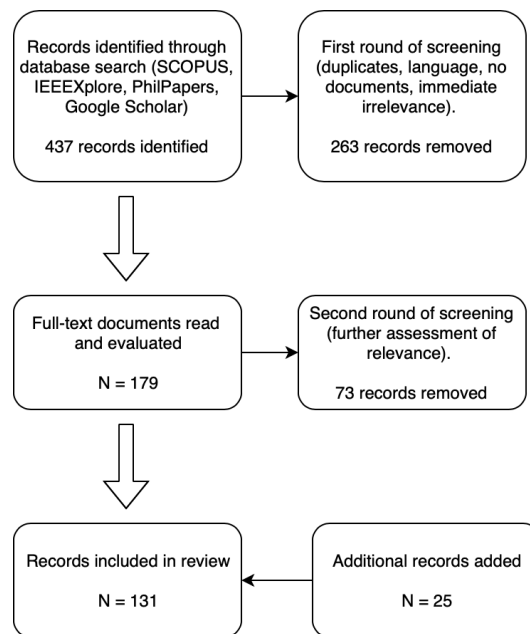 Records identified through
database search (SCOPUS,
IEEEXplore, PhilPapers,
Google Scholar)
437 records identified
First round of screening
(duplicates, language, no
documents, immediate
irrelevance).
263 records removed
Full-text documents read
and evaluated
N = 179
Second round of screening
(further assessment of
relevance).
73 records removed
Records included in review
N = 131
Additional records added
N = 25